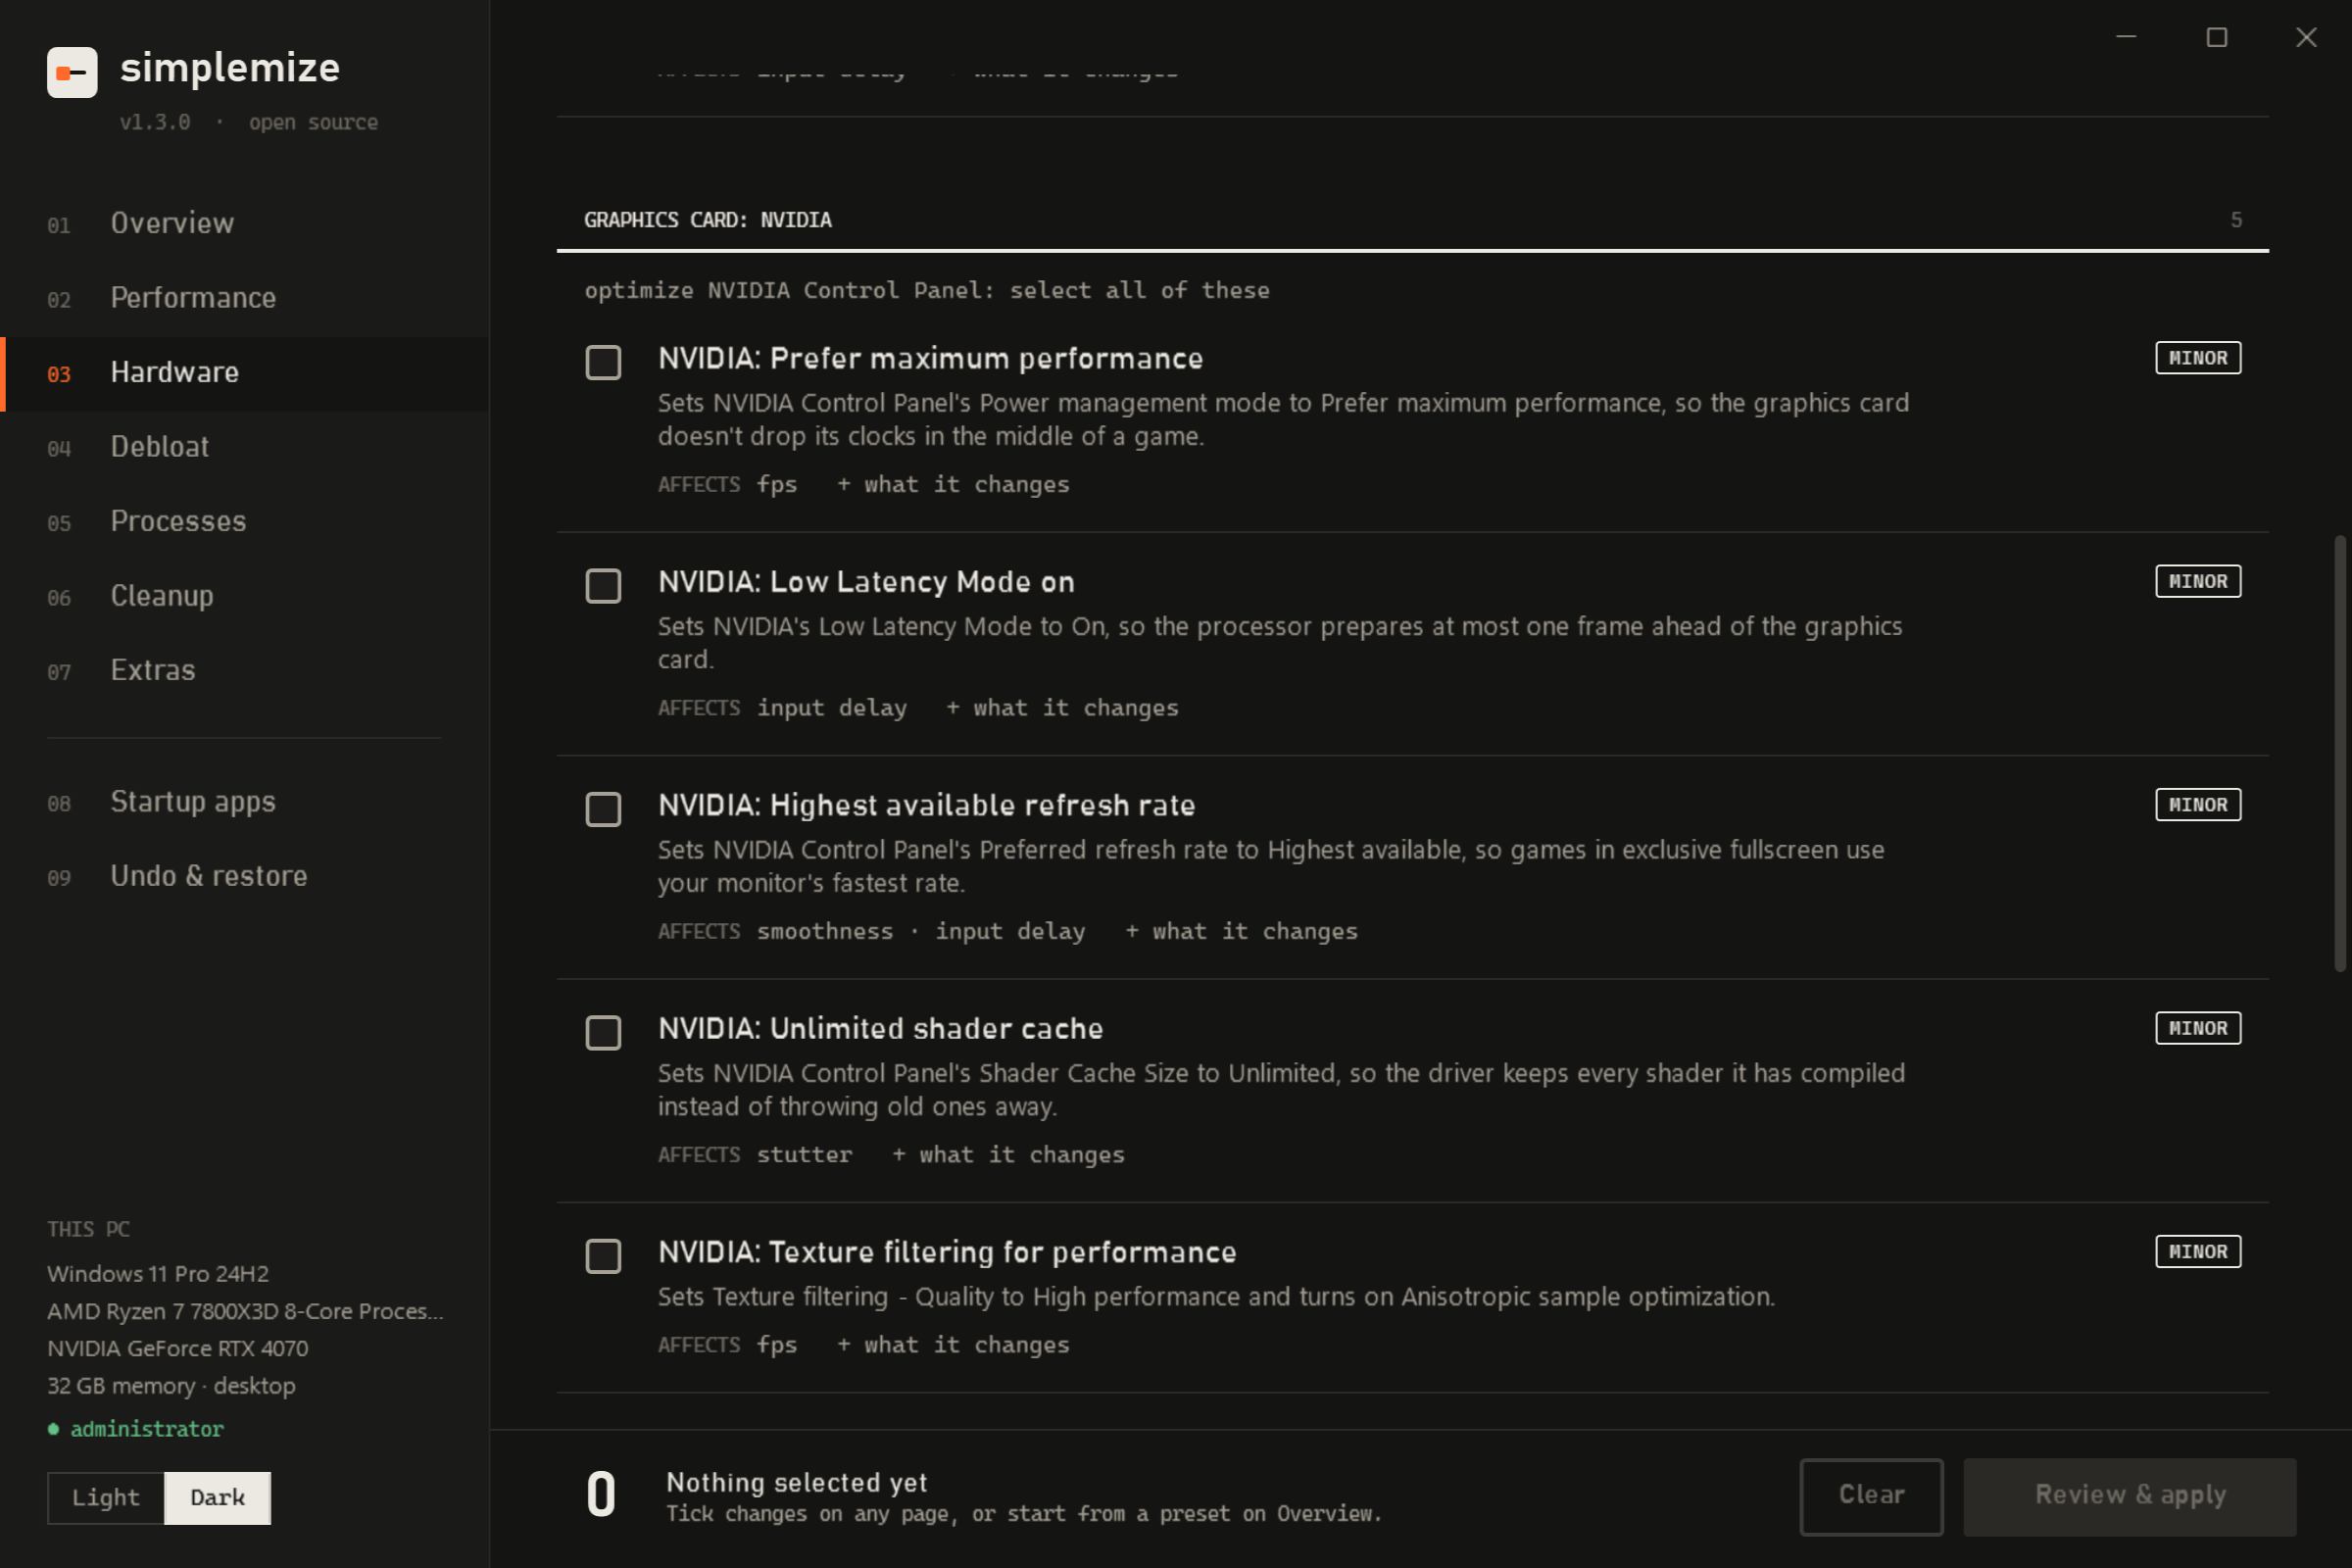 simplemize
v1.3.0 · open source
01 Overview
02 Performance
03 Hardware
04 Debloat
05 Processes
06 Cleanup
07 Extras
08 Startup apps
09 Undo & restore
THIS PC
Windows 11 Pro 24H2
AMD Ryzen 7 7800X3D 8-Core Proces...
NVIDIA GeForce RTX 4070
32 GB memory · desktop
administrator
Light Dark
AFFECTS input delay + what it changes
GRAPHICS CARD: NVIDIA 5
optimize NVIDIA Control Panel: select all of these
NVIDIA: Prefer maximum performance MINOR
Sets NVIDIA Control Panel's Power management mode to Prefer maximum performance, so the graphics card
doesn't drop its clocks in the middle of a game.
AFFECTS fps + what it changes
NVIDIA: Low Latency Mode on MINOR
Sets NVIDIA's Low Latency Mode to On, so the processor prepares at most one frame ahead of the graphics
card.
AFFECTS input delay + what it changes
NVIDIA: Highest available refresh rate MINOR
Sets NVIDIA Control Panel's Preferred refresh rate to Highest available, so games in exclusive fullscreen use
your monitor's fastest rate.
AFFECTS smoothness · input delay + what it changes
NVIDIA: Unlimited shader cache MINOR
Sets NVIDIA Control Panel's Shader Cache Size to Unlimited, so the driver keeps every shader it has compiled
instead of throwing old ones away.
AFFECTS stutter + what it changes
NVIDIA: Texture filtering for performance MINOR
Sets Texture filtering - Quality to High performance and turns on Anisotropic sample optimization.
AFFECTS fps + what it changes
0 Nothing selected yet
Tick changes on any page, or start from a preset on Overview.
Clear Review & apply